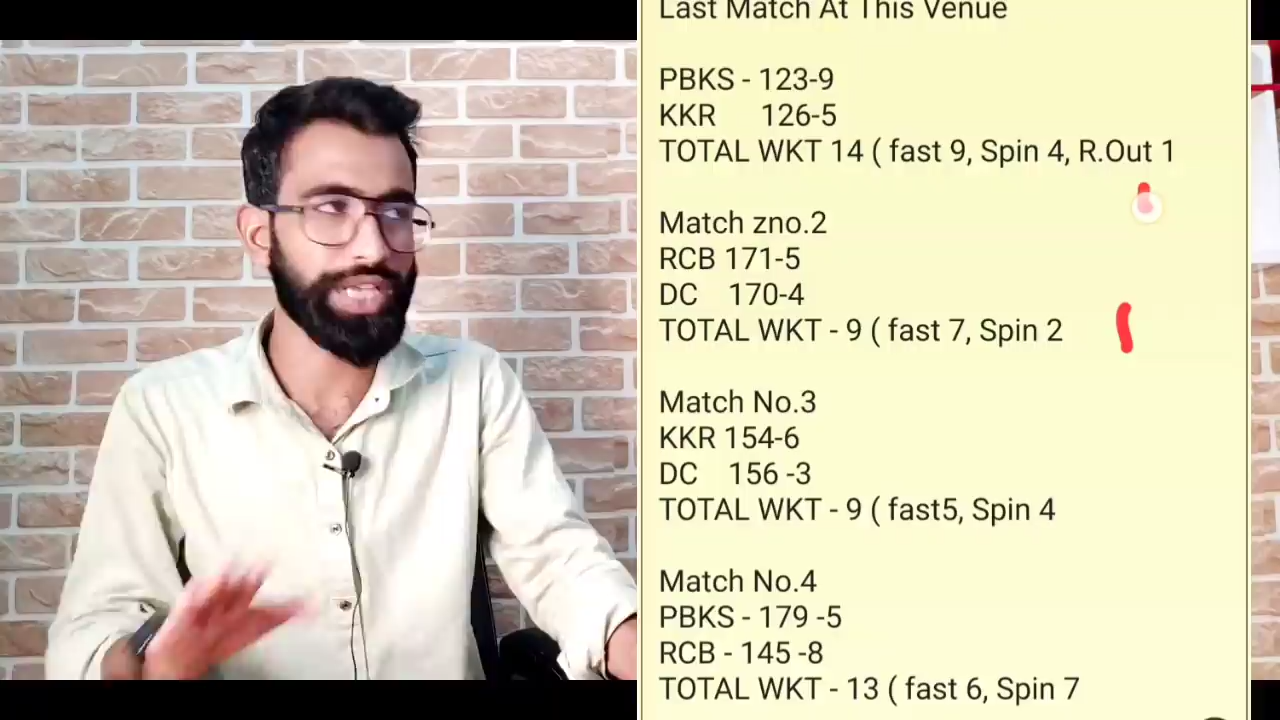 Last Match At This Venue
PBKS - 123-9
KKR 126-5
TOTAL WKT 14 ( fast 9, Spin 4, R.Out 1
Match zno.2
RCB 171-5
DC 170-4
TOTAL WKT - 9 ( fast 7, Spin 2
Match No.3
KKR 154-6
DC 156 -3
TOTAL WKT - 9 ( fast5, Spin 4
Match No.4
PBKS - 179 -5
RCB - 145 -8
TOTAL WKT - 13 ( fast 6, Spin 7